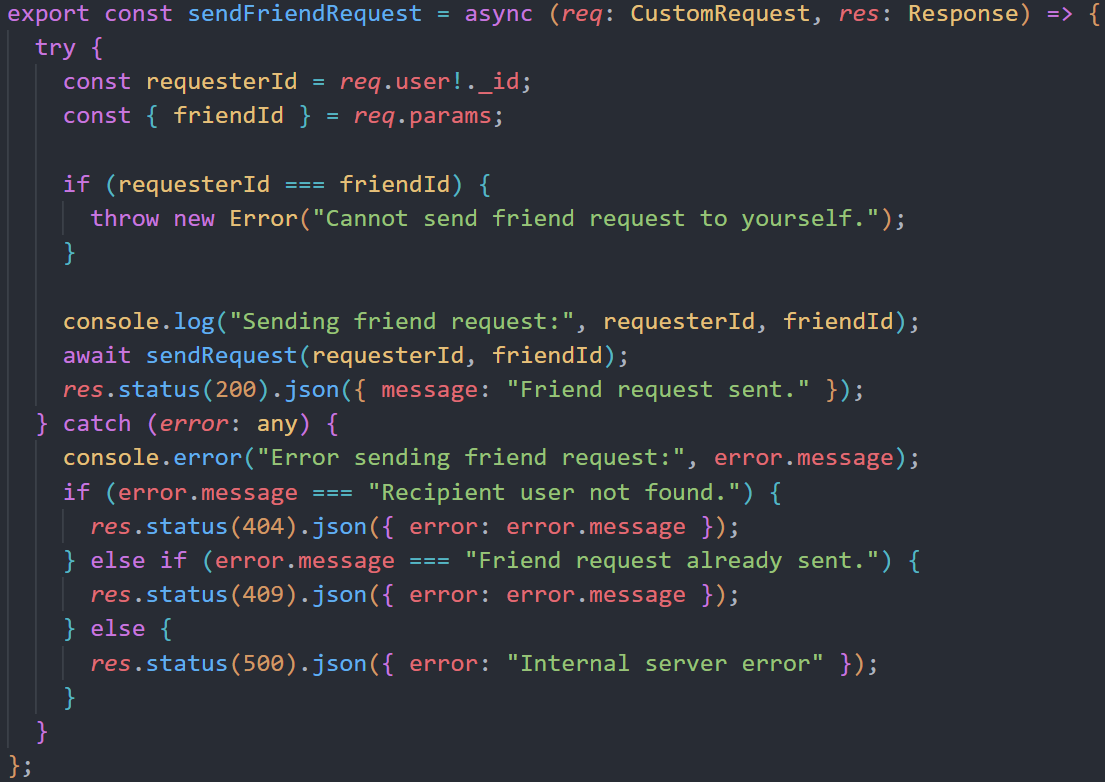 export const sendFriendRequest = async (req: CustomRequest, res: Response) => {
  try {
    const requesterId = req.user!._id;
    const { friendId } = req.params;

    if (requesterId === friendId) {
      throw new Error("Cannot send friend request to yourself.");
    }

    console.log("Sending friend request:", requesterId, friendId);
    await sendRequest(requesterId, friendId);
    res.status(200).json({ message: "Friend request sent." });
  } catch (error: any) {
    console.error("Error sending friend request:", error.message);
    if (error.message === "Recipient user not found.") {
      res.status(404).json({ error: error.message });
    } else if (error.message === "Friend request already sent.") {
      res.status(409).json({ error: error.message });
    } else {
      res.status(500).json({ error: "Internal server error" });
    }
  }
};